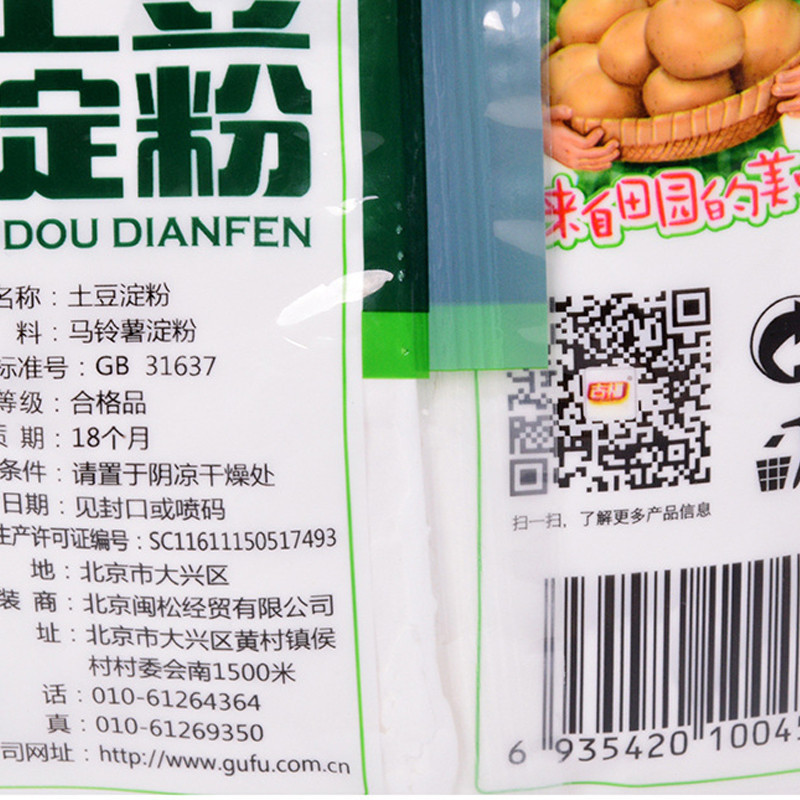 土豆
淀粉
DOU DIANFEN
名称：土豆淀粉
料：马铃薯淀粉
标准号：GB 31637
等级：合格品
质 期：18个月
条件：请置于阴凉干燥处
日期：见封口或喷码
生产许可证编号：SC11611150517493
地：北京市大兴区
装 商：北京闽松经贸有限公司
址：北京市大兴区黄村镇侯
村村委会南1500米
话：010-61264364
真：010-61269350
司网址：http://www.gufu.com.cn
来自田园的美
古福
扫一扫，了解更多产品信息
6 935420 10045